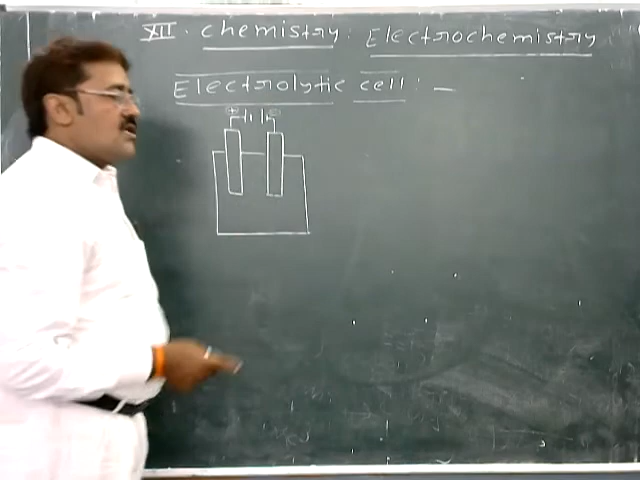 XII. chemistry: Electrochemistry
Electrolytic cell: —
+ -